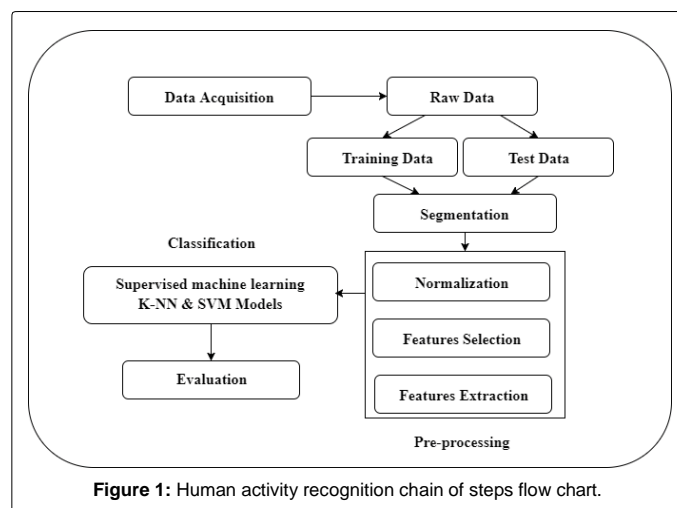 Data Acquisition
Raw Data
Training Data
Test Data
Segmentation
Classification
Supervised machine learning
K-NN & SVM Models
Normalization
Features Selection
Evaluation
Features Extraction
Pre-processing
Figure 1: Human activity recognition chain of steps flow chart.